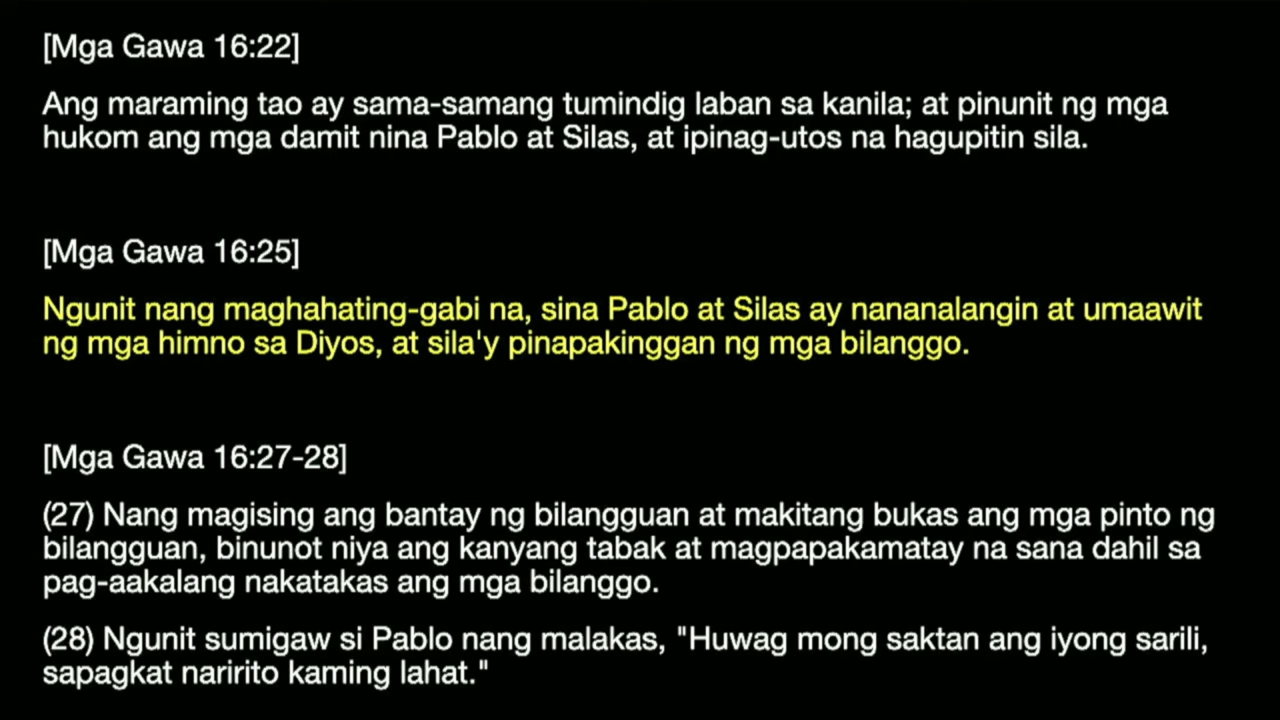 [Mga Gawa 16:22]
Ang maraming tao ay sama-samang tumindig laban sa kanila; at pinunit ng mga
hukom ang mga damit nina Pablo at Silas, at ipinag-utos na hagupitin sila.
[Mga Gawa 16:25]
Ngunit nang maghahating-gabi na, sina Pablo at Silas ay nananalangin at umaawit
ng mga himno sa Diyos, at sila'y pinapakinggan ng mga bilanggo.
[Mga Gawa 16:27-28]
(27) Nang magising ang bantay ng bilangguan at makitang bukas ang mga pinto ng
bilangguan, binunot niya ang kanyang tabak at magpapakamatay na sana dahil sa
pag-aakalang nakatakas ang mga bilanggo.
(28) Ngunit sumigaw si Pablo nang malakas, "Huwag mong saktan ang iyong sarili,
sapagkat naririto kaming lahat."